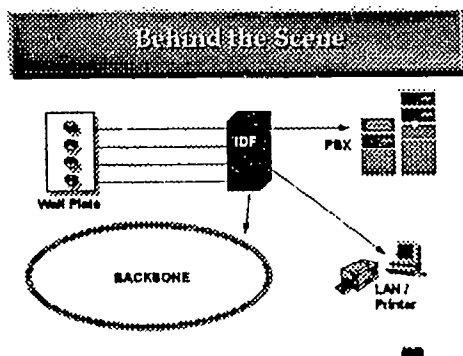 Behind the Scene
IDF
PBX
Wall Plate
BACKBONE
LAN /
Printer